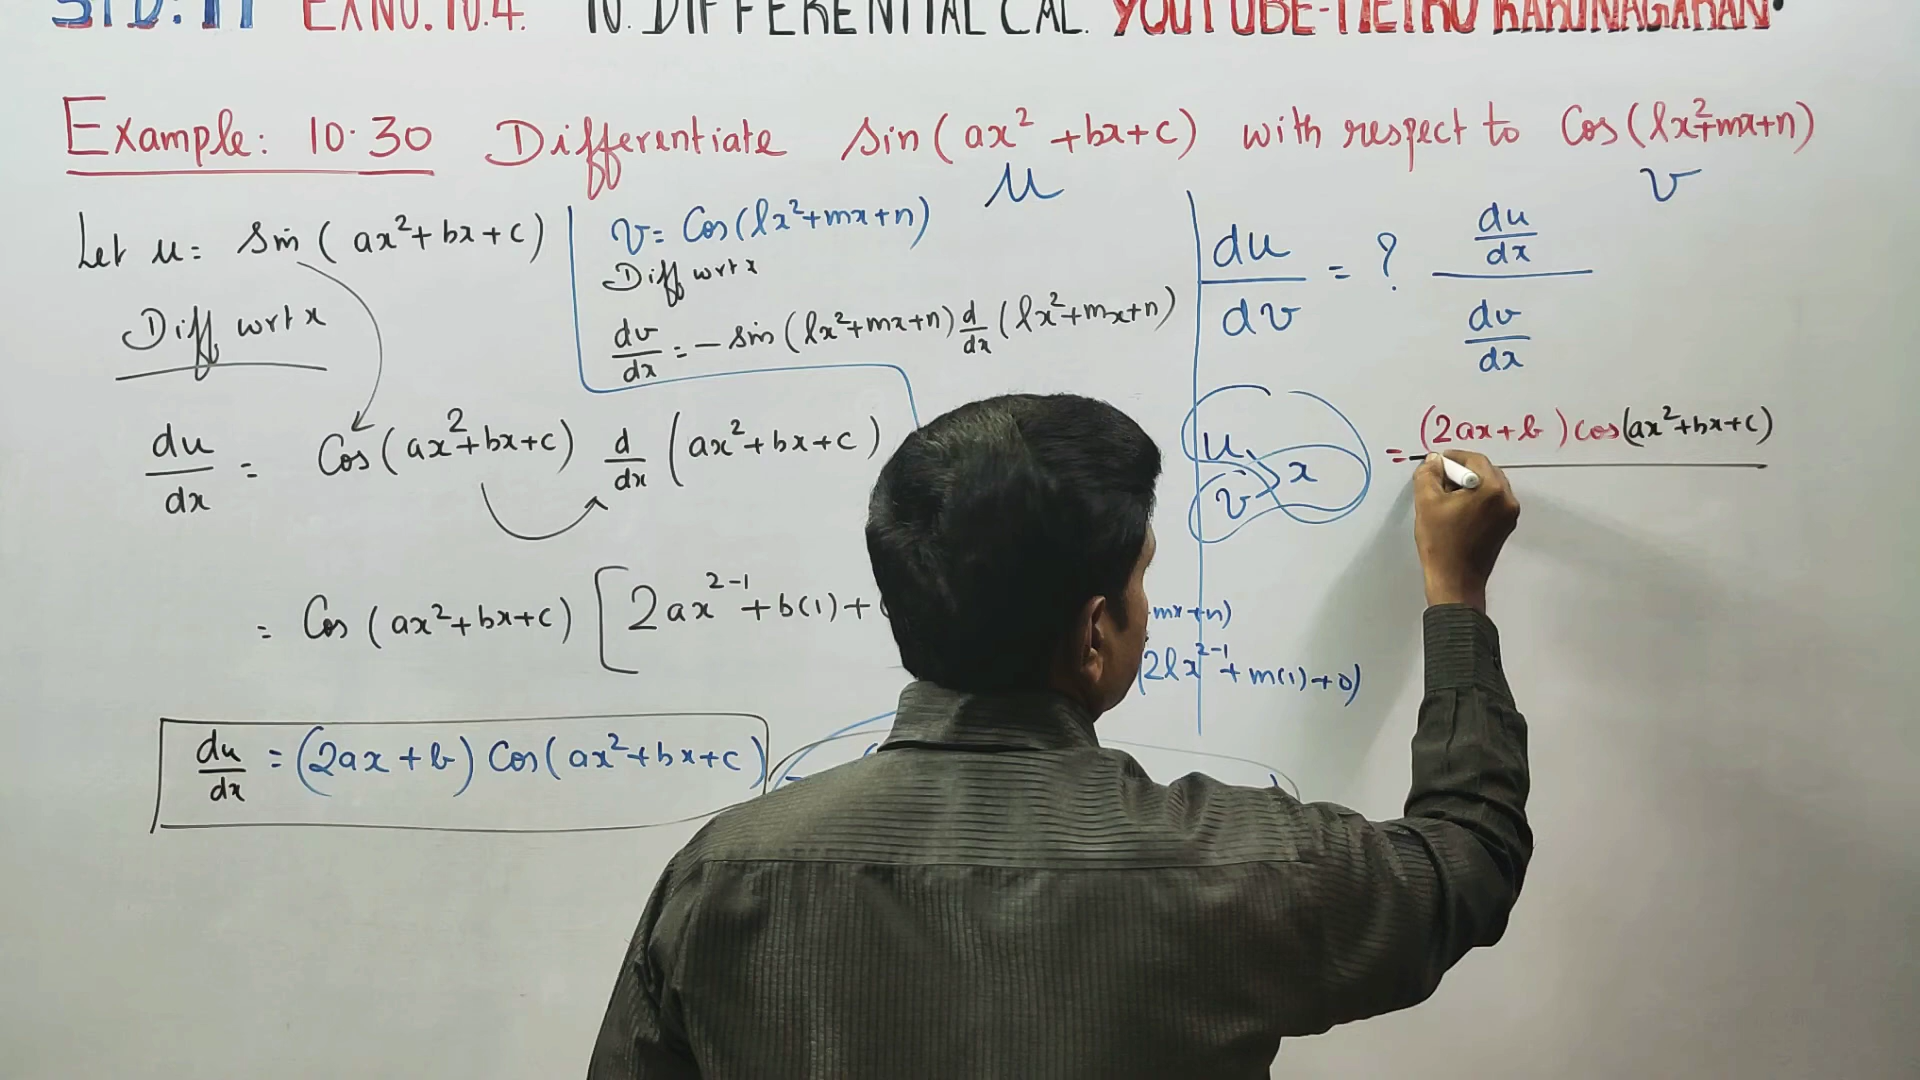 STD: 11 EX NO. 10.4. 10. DIFFERENTIAL CAL. YOUTUBE-METRO KARUNAGARAN.
Example: 10.30 Differentiate sin(ax²+bx+c) with respect to Cos(lx²+mx+n)
u v
Let u = sin(ax²+bx+c)
Diff wrt x
du/dx = Cos(ax²+bx+c) d/dx (ax²+bx+c)
= Cos(ax²+bx+c) [2ax²⁻¹+b(1)+
du/dx = (2ax+b) Cos(ax²+bx+c)
v = Cos(lx²+mx+n)
Diff wrt x
dv/dx = - sin(lx²+mx+n) d/dx (lx²+mx+n)
mx+n)
(2lx²⁻¹+m(1)+0)
du/dv = ? du/dx / dv/dx
u
v x
= (2ax+b) cos(ax²+bx+c)